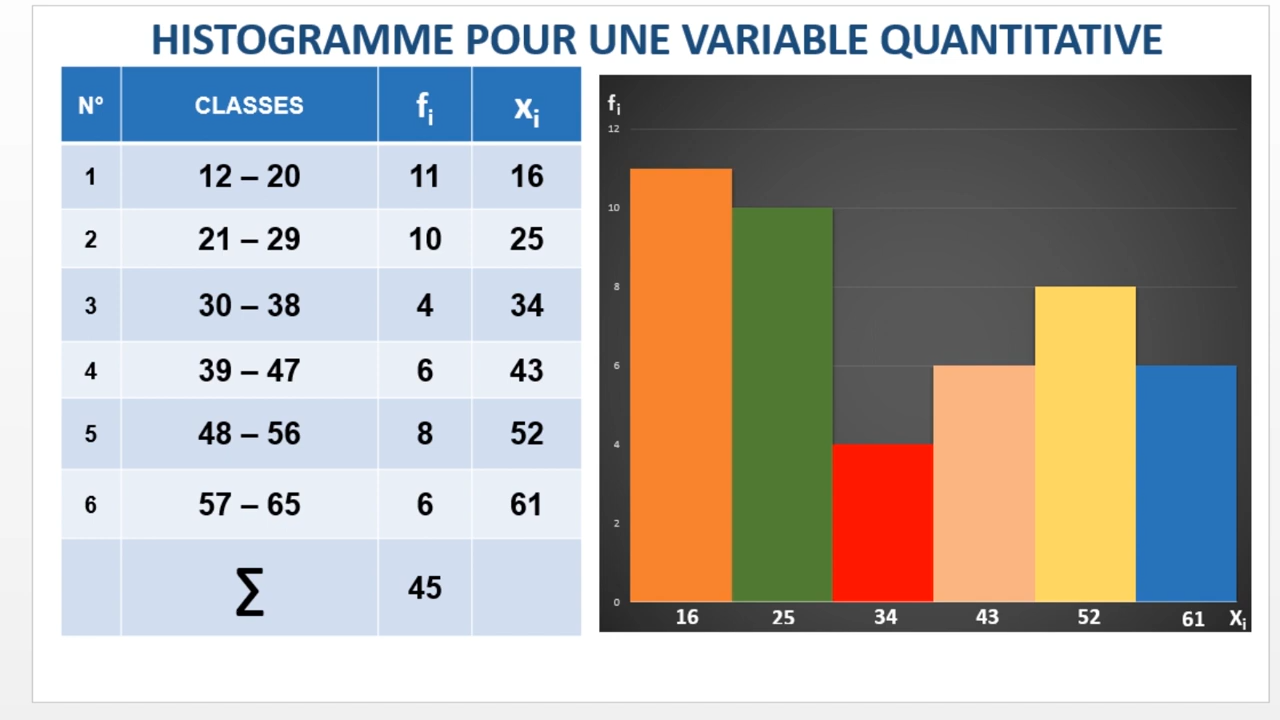 HISTOGRAMME POUR UNE VARIABLE QUANTITATIVE
N° CLASSES fi xi
1 12 – 20 11 16
2 21 – 29 10 25
3 30 – 38 4 34
4 39 – 47 6 43
5 48 – 56 8 52
6 57 – 65 6 61
∑ 45
fi
12
10
8
6
4
2
0
16 25 34 43 52 61 Xi